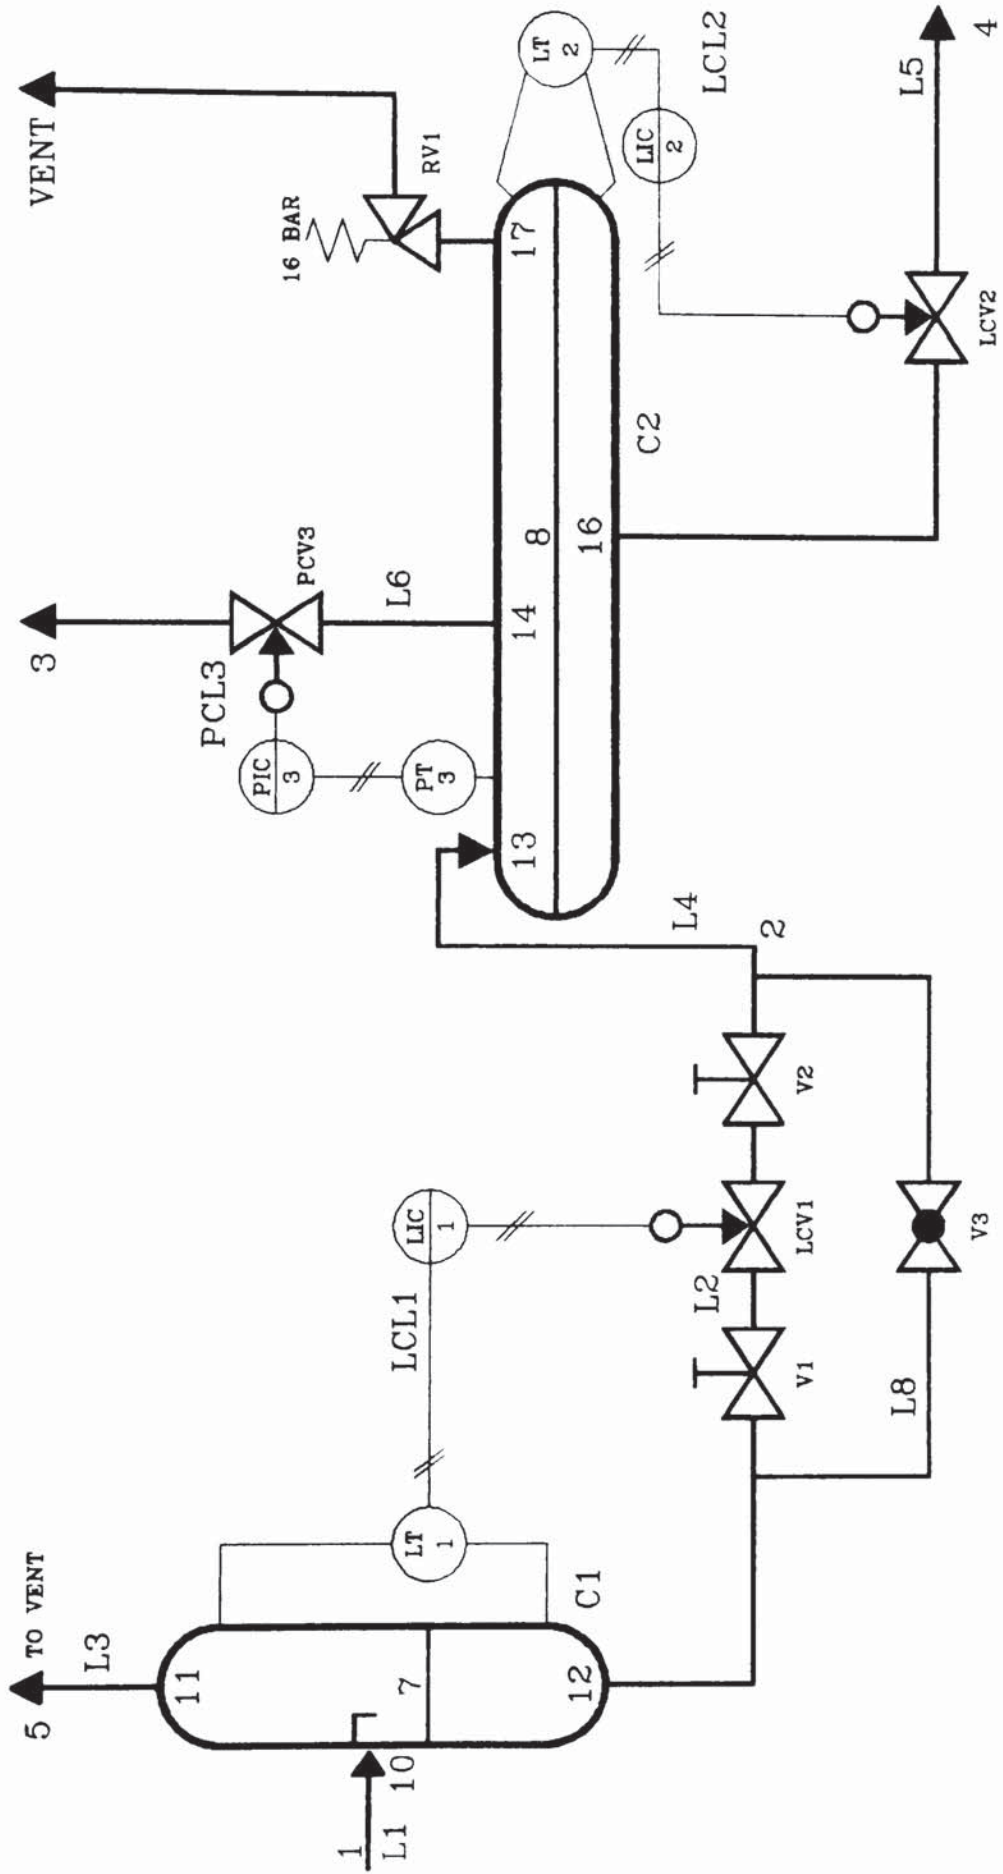 5
TO VENT
L3
11
7
12
C1
1
L1
10
LT
1
LCL1
LIC
1
L2
V1
LCV1
V2
L8
V3
2
L4
13
14
8
16
17
C2
PT
3
PIC
3
PCL3
3
PCV3
L6
16 BAR
RV1
VENT
LT
2
LIC
2
LCL2
LCV2
L5
4